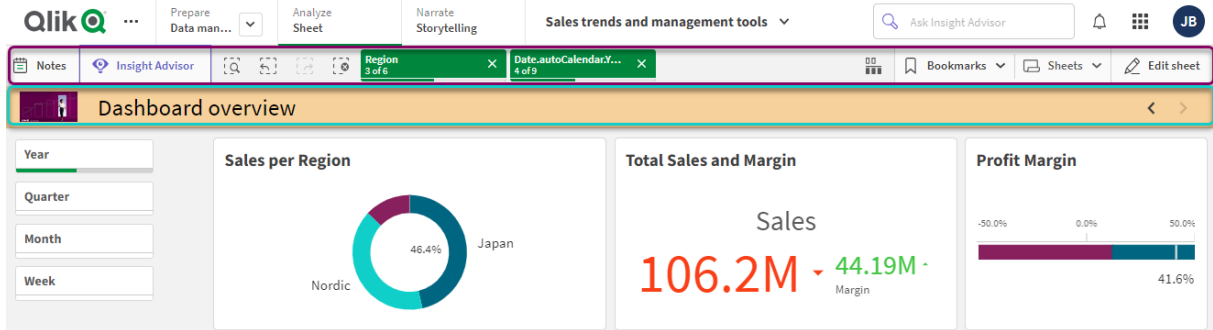 Qlik
Prepare
Data man...
Analyze
Sheet
Narrate
Storytelling
Sales trends and management tools
Ask Insight Advisor
JB
Notes
Insight Advisor
Region
3 of 6
Date.autoCalendar.Y...
4 of 9
Bookmarks
Sheets
Edit sheet
Dashboard overview
Year
Quarter
Month
Week
Sales per Region
46.4%
Japan
Nordic
Total Sales and Margin
Sales
106.2M
44.19M
Margin
Profit Margin
-50.0%
0.0%
50.0%
41.6%